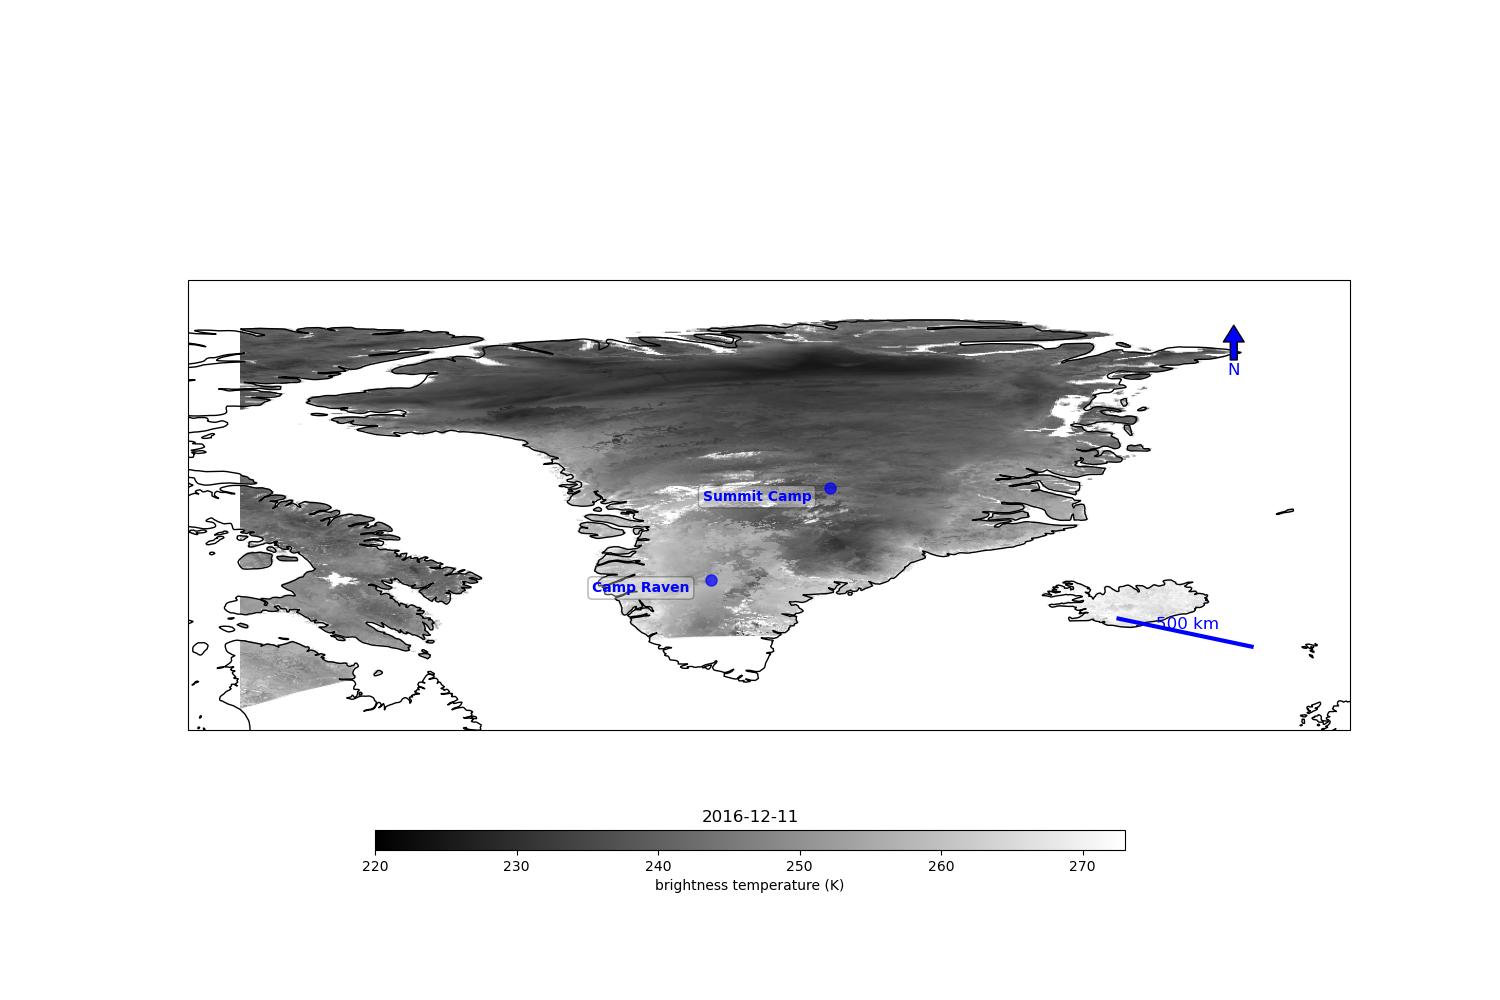 N
Summit Camp
Camp Raven
500 km
2016-12-11
220 230 240 250 260 270
brightness temperature (K)